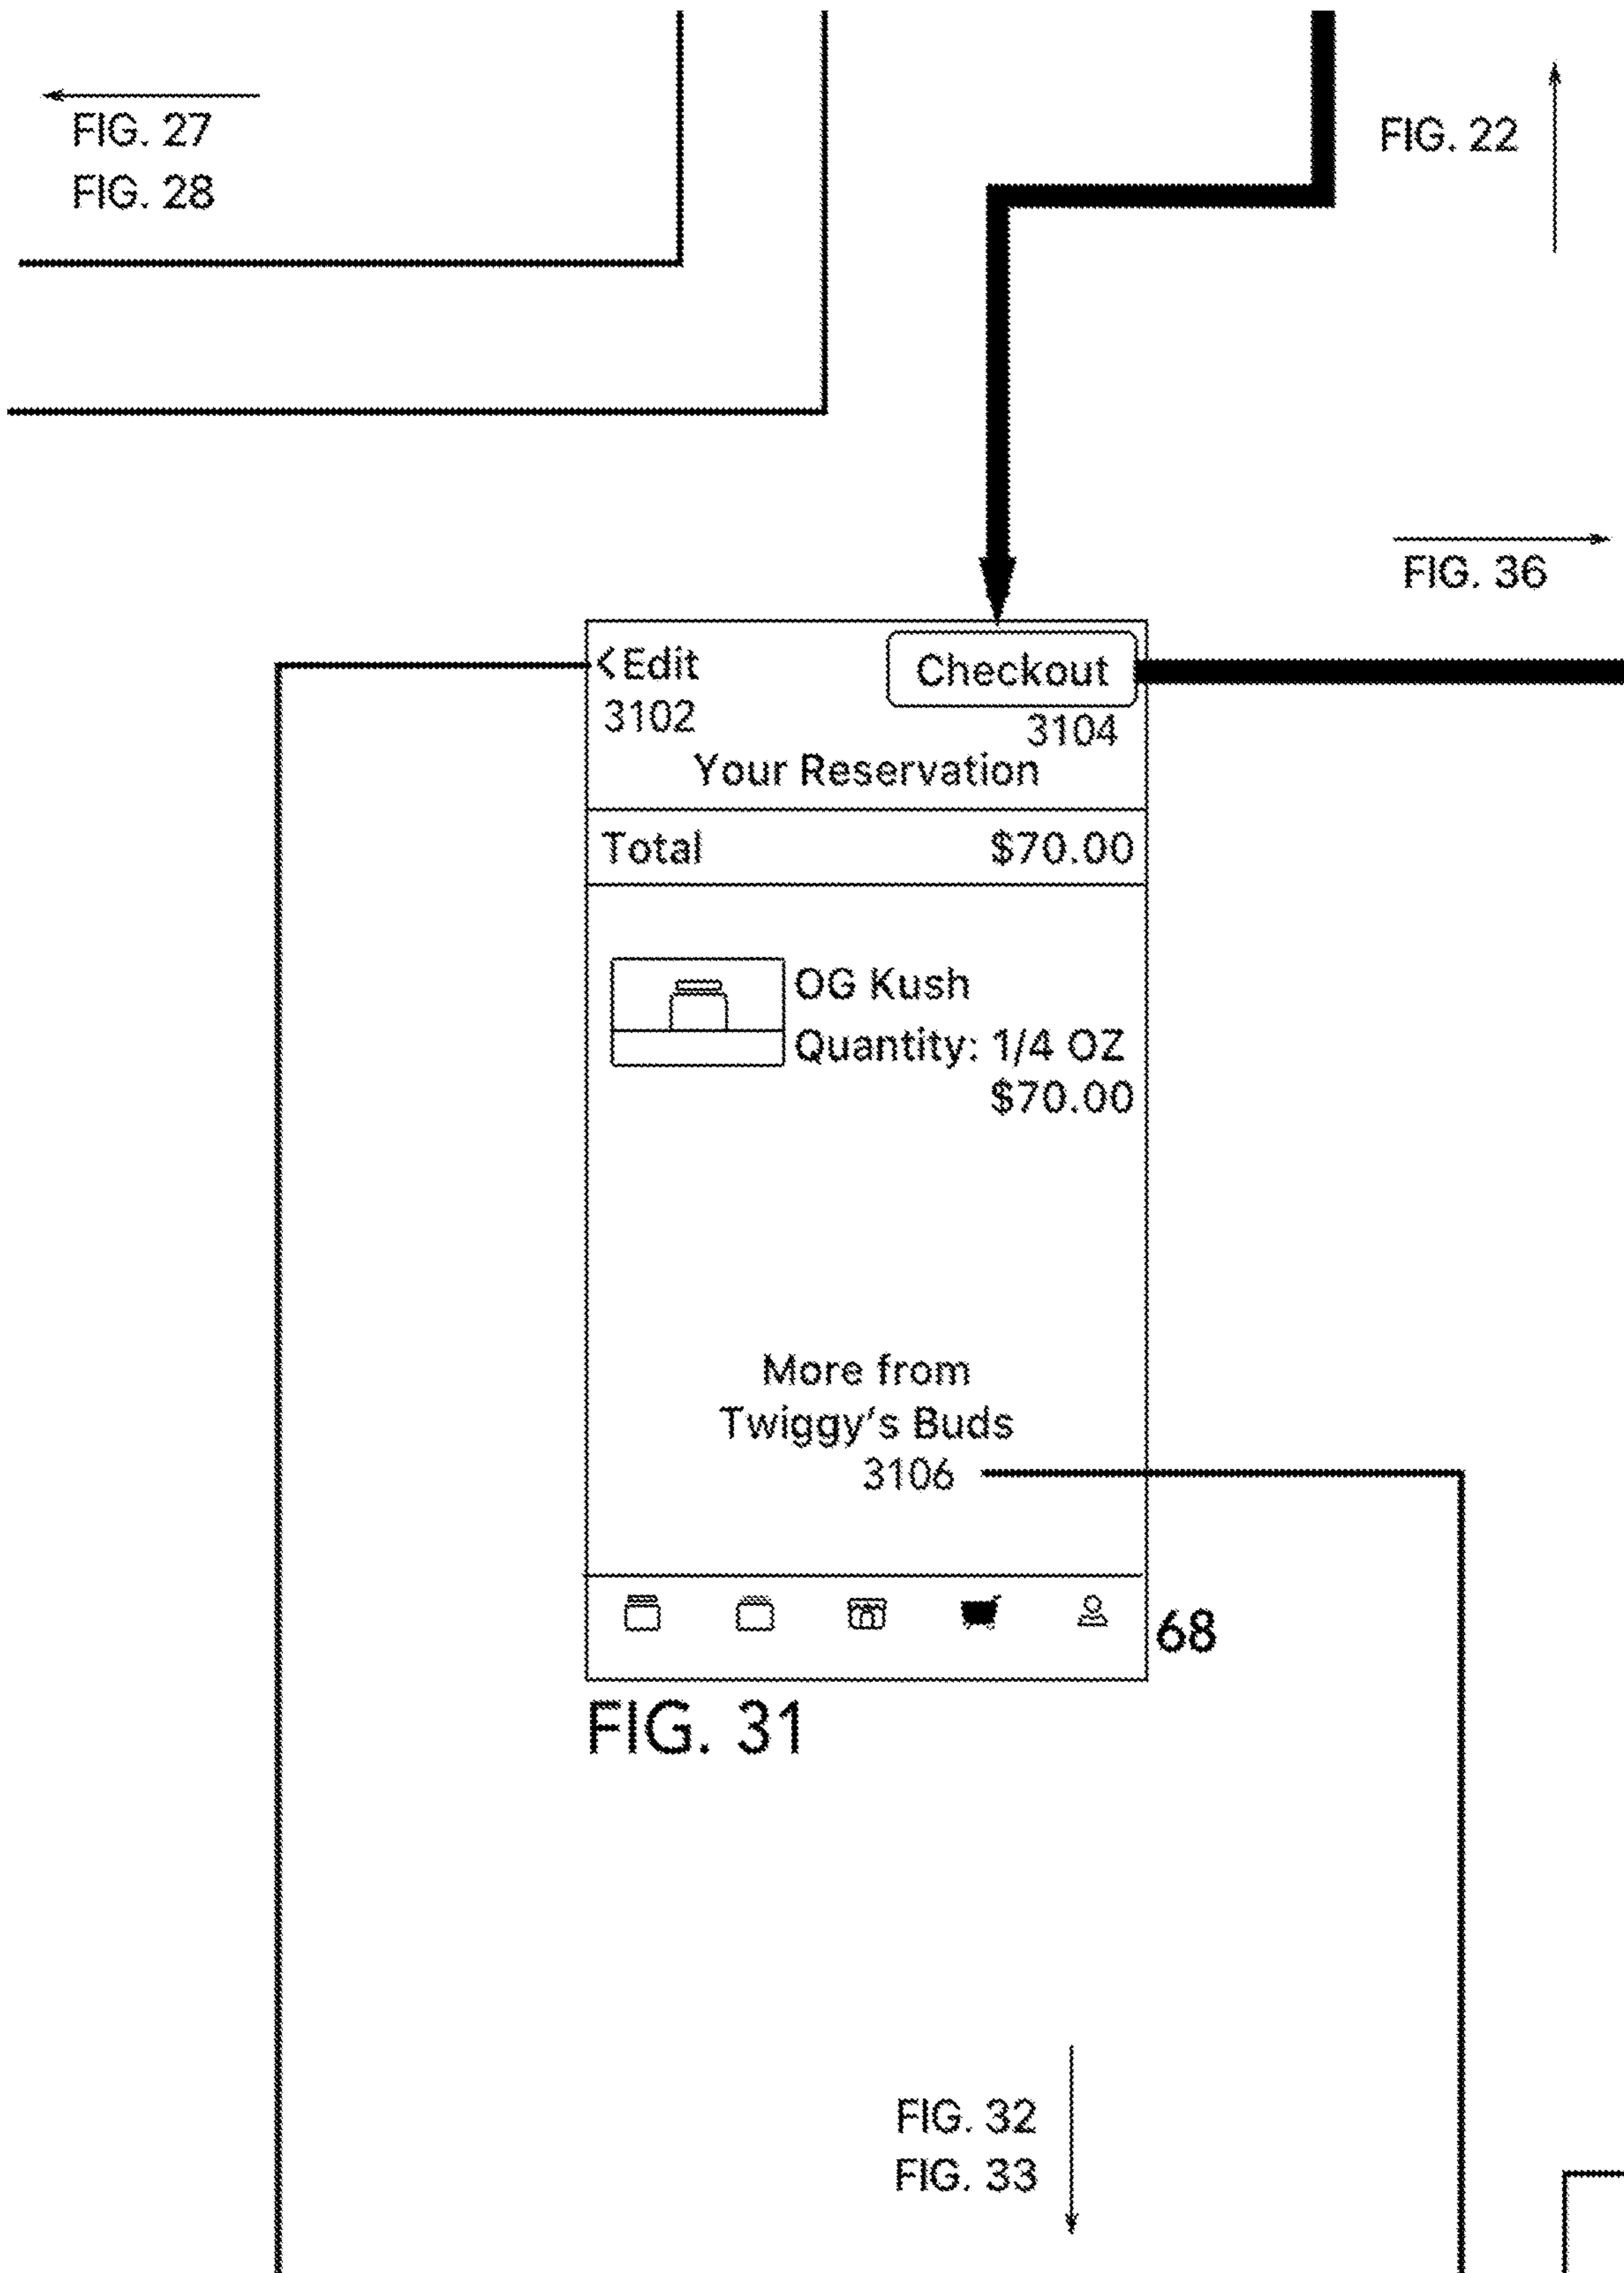 FIG. 27
FIG. 28
FIG. 22
FIG. 36
<Edit
Checkout
3102
3104
Your Reservation
Total $70.00
OG Kush
Quantity: 1/4 OZ
$70.00
More from
Twiggy's Buds
3106
68
FIG. 31
FIG. 32
FIG. 33